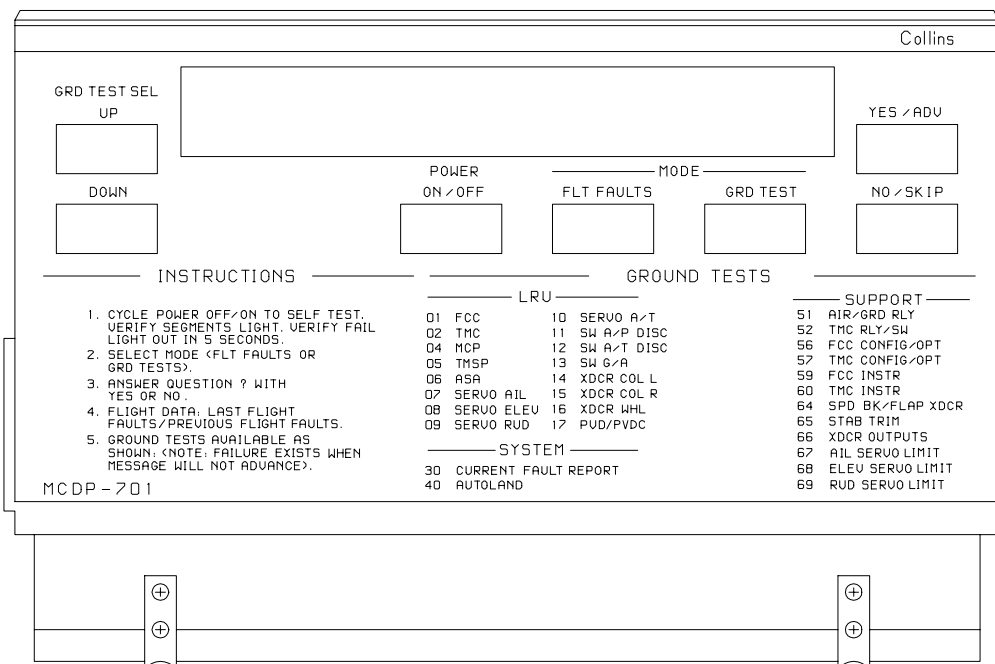 Collins
GRD TEST SEL
UP
YES / ADV
DOWN
POWER
ON / OFF
MODE
FLT FAULTS
GRD TEST
NO / SKIP
INSTRUCTIONS
1. CYCLE POWER OFF/ON TO SELF TEST.
VERIFY SEGMENTS LIGHT. VERIFY FAIL
LIGHT OUT IN 5 SECONDS.
2. SELECT MODE (FLT FAULTS OR
GRD TESTS).
3. ANSWER QUESTION ? WITH
YES OR NO.
4. FLIGHT DATA: LAST FLIGHT
FAULTS/PREVIOUS FLIGHT FAULTS.
5. GROUND TESTS AVAILABLE AS
SHOWN: (NOTE: FAILURE EXISTS WHEN
MESSAGE WILL NOT ADVANCE).
MCDP-701
GROUND TESTS
LRU
01 FCC
02 TMC
04 MCP
05 TMSP
06 ASA
07 SERVO AIL
08 SERVO ELEV
09 SERVO RUD
10 SERVO A/T
11 SW A/P DISC
12 SW A/T DISC
13 SW G/A
14 XDCR COL L
15 XDCR COL R
16 XDCR WHL
17 PVD/PVDC
SYSTEM
30 CURRENT FAULT REPORT
40 AUTOLAND
SUPPORT
51 AIR/GRD RLY
52 TMC RLY/SW
56 FCC CONFIG/OPT
57 TMC CONFIG/OPT
59 FCC INSTR
60 TMC INSTR
64 SPD BK/FLAP XDCR
65 STAB TRIM
66 XDCR OUTPUTS
67 AIL SERVO LIMIT
68 ELEV SERVO LIMIT
69 RUD SERVO LIMIT